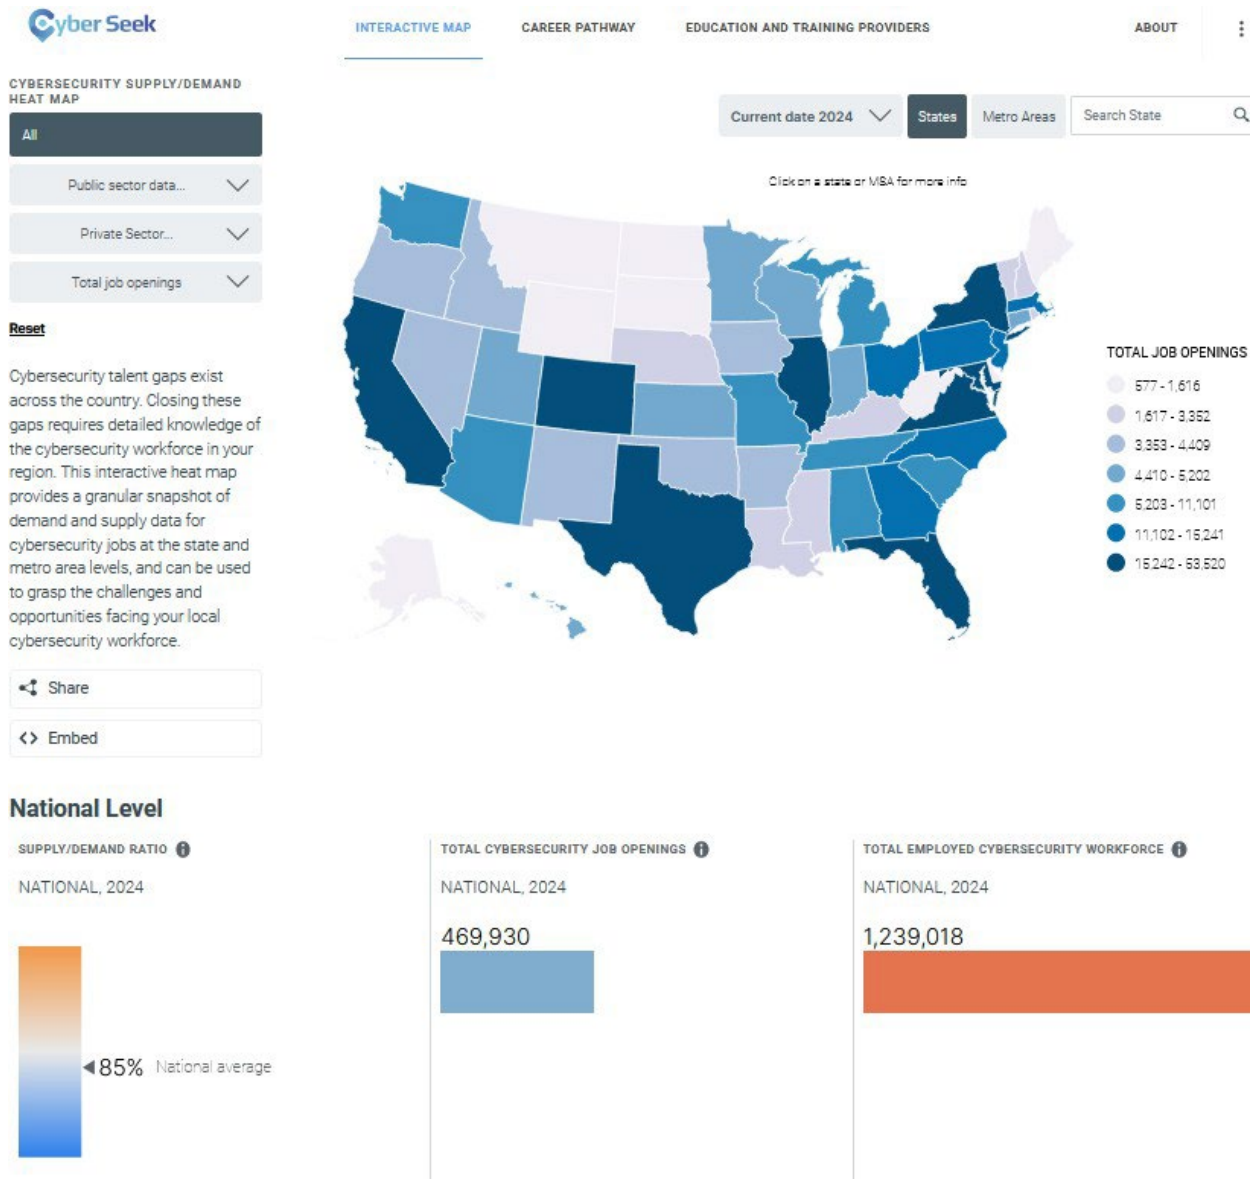 Cyber Seek
INTERACTIVE MAP
CAREER PATHWAY
EDUCATION AND TRAINING PROVIDERS
ABOUT
CYBERSECURITY SUPPLY/DEMAND
HEAT MAP
All
Public sector data...
Private Sector...
Total job openings
Reset
Cybersecurity talent gaps exist
across the country. Closing these
gaps requires detailed knowledge of
the cybersecurity workforce in your
region. This interactive heat map
provides a granular snapshot of
demand and supply data for
cybersecurity jobs at the state and
metro area levels, and can be used
to grasp the challenges and
opportunities facing your local
cybersecurity workforce.
Share
<> Embed
Current date 2024
States
Metro Areas
Search State
Click on a state or MSA for more info
TOTAL JOB OPENINGS
577 - 1,616
1,617 - 3,352
3,353 - 4,409
4,410 - 5,202
5,203 - 11,101
11,102 - 15,241
15,242 - 53,520
National Level
SUPPLY/DEMAND RATIO
NATIONAL, 2024
85% National average
TOTAL CYBERSECURITY JOB OPENINGS
NATIONAL, 2024
469,930
TOTAL EMPLOYED CYBERSECURITY WORKFORCE
NATIONAL, 2024
1,239,018